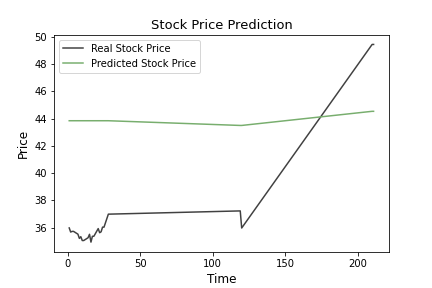 Stock Price Prediction
Real Stock Price
Predicted Stock Price
Price
50
48
46
44
42
40
38
36
0 50 100 150 200
Time